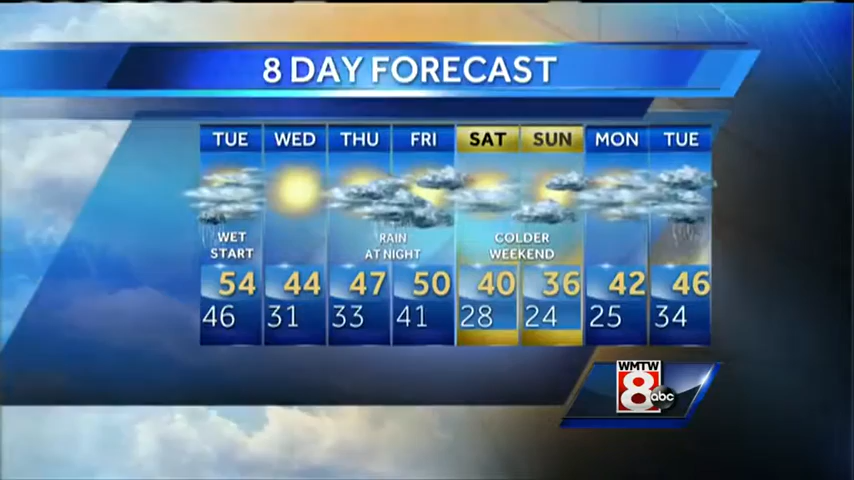 8 DAY FORECAST
TUE WED THU FRI SAT SUN MON TUE
WET
START
RAIN
AT NIGHT
COLDER
WEEKEND
54 44 47 50 40 36 42 46
46 31 33 41 28 24 25 34
WMTW
8 abc